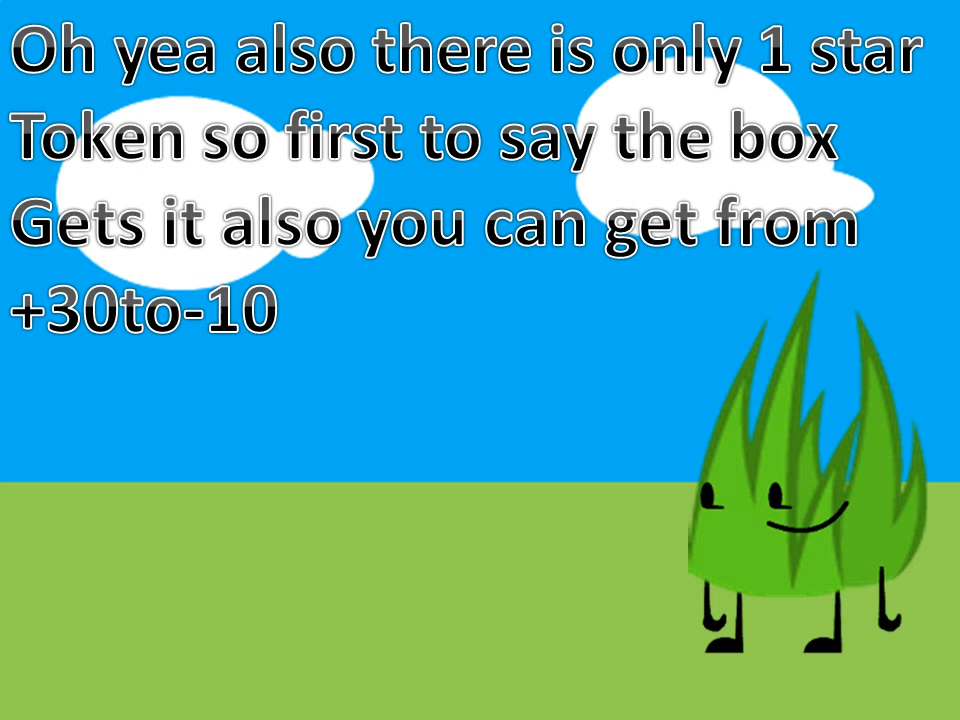 Oh yea also there is only 1 star
Token so first to say the box
Gets it also you can get from
+30to-10